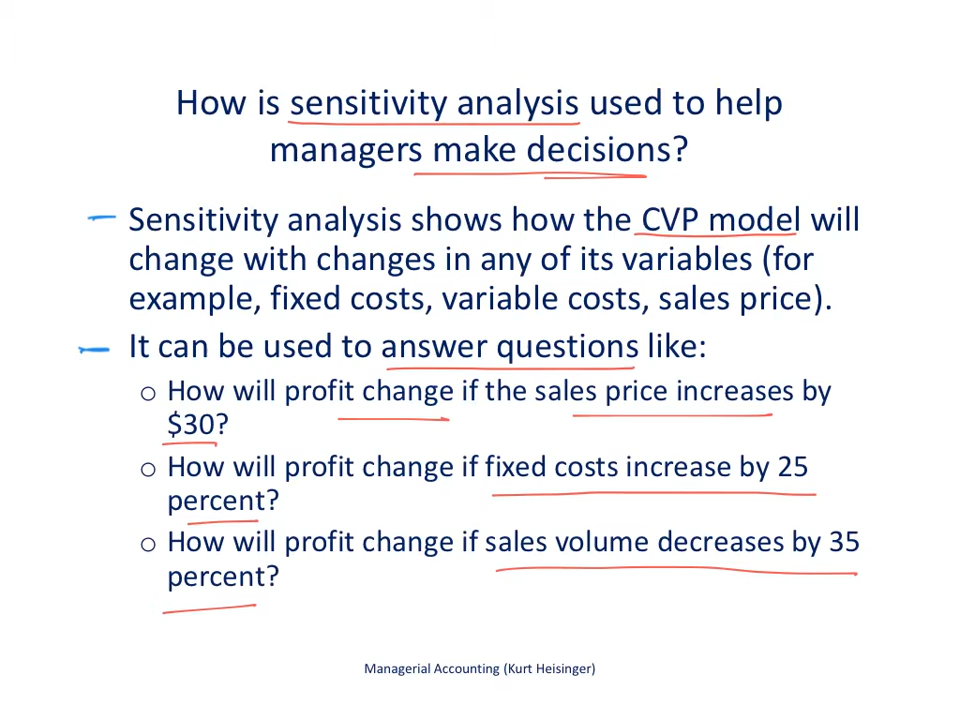 How is sensitivity analysis used to help
managers make decisions?
Sensitivity analysis shows how the CVP model will
change with changes in any of its variables (for
example, fixed costs, variable costs, sales price).
It can be used to answer questions like:
o How will profit change if the sales price increases by
$30?
o How will profit change if fixed costs increase by 25
percent?
o How will profit change if sales volume decreases by 35
percent?
Managerial Accounting (Kurt Heisinger)